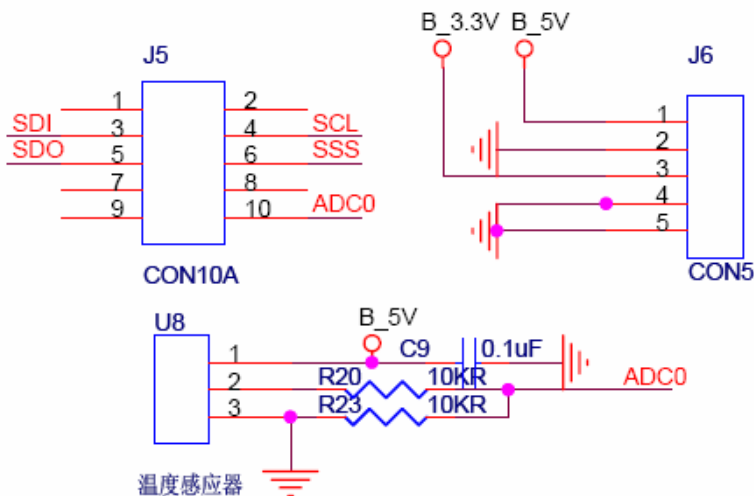 B_3.3V B_5V
J5
J6
1 2
SDI 3 4 SCL
SDO 5 6 SSS
7 8
9 10 ADC0
CON10A
1
2
3
4
5
CON5
U8
B_5V
1 C9 0.1uF
2 R20 10KR ADC0
3 R23 10KR
温度感应器